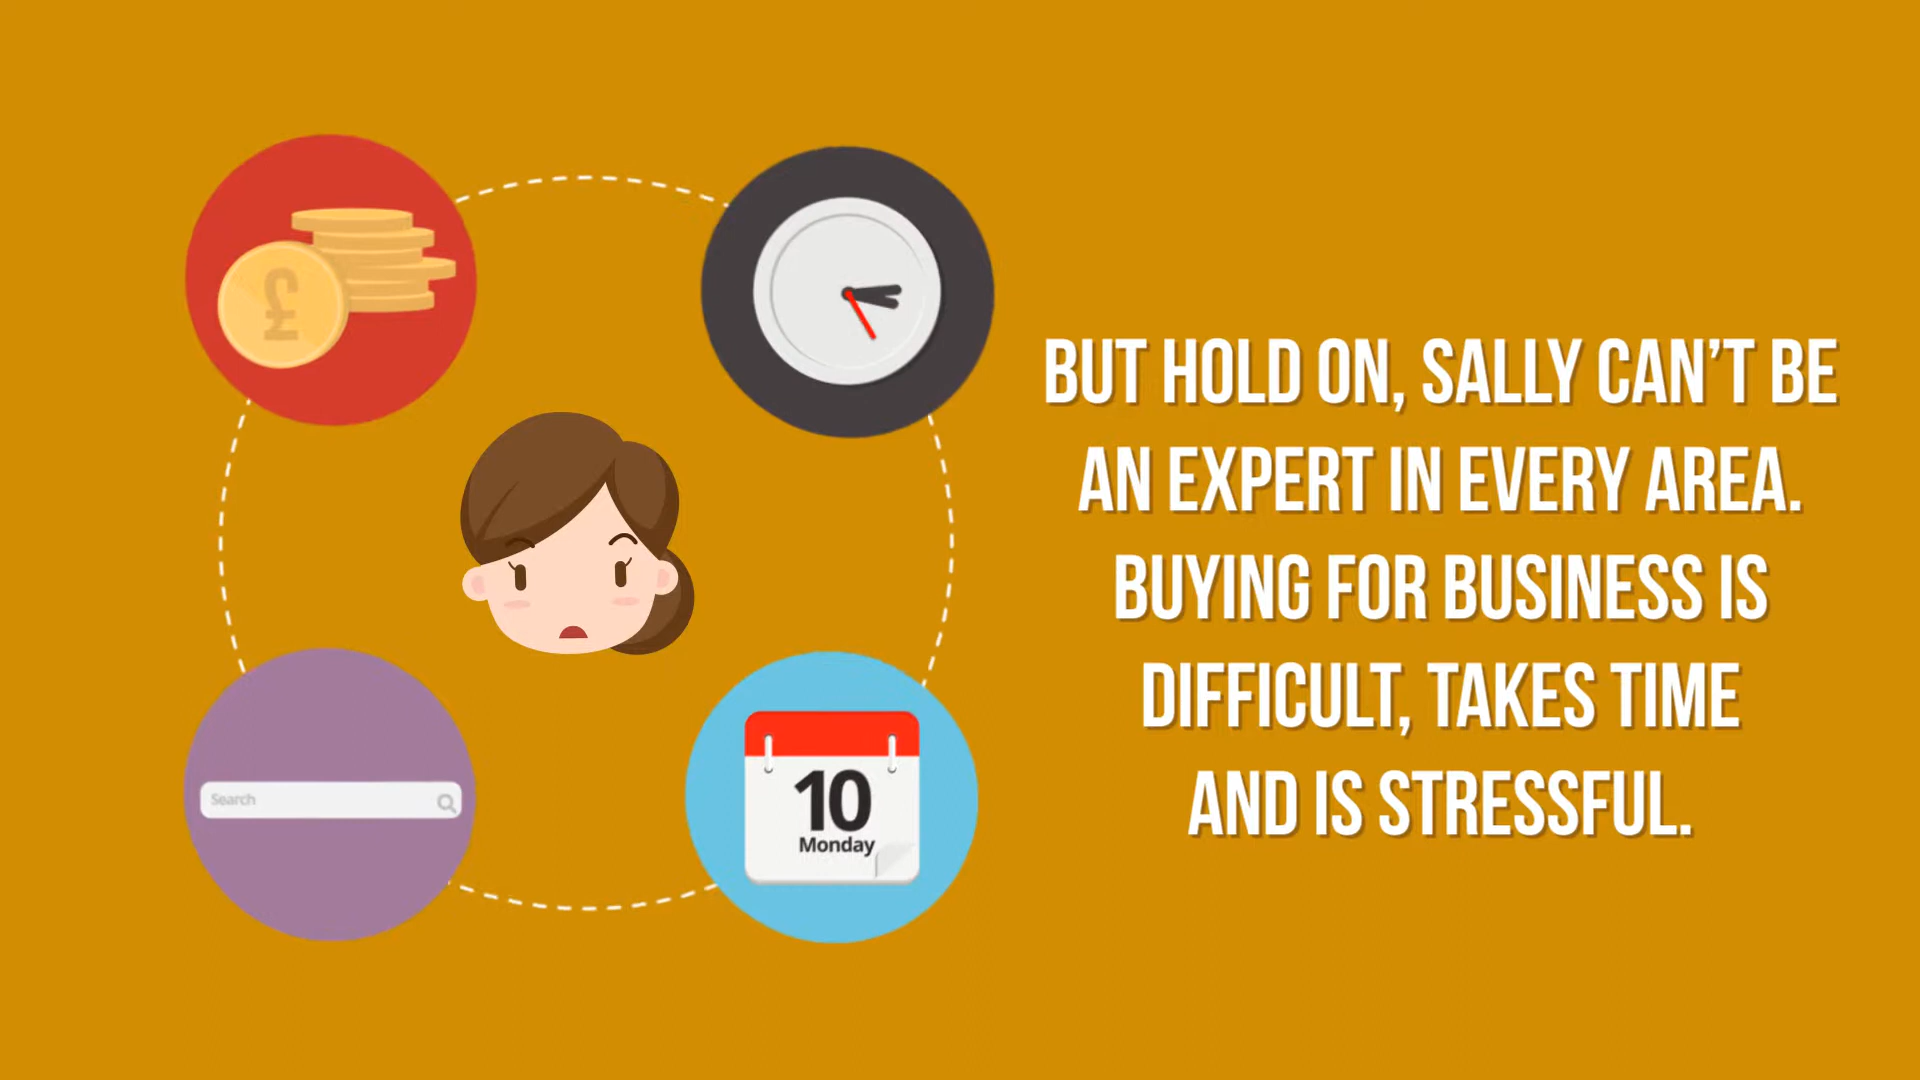 £
BUT HOLD ON, SALLY CAN’T BE
AN EXPERT IN EVERY AREA.
BUYING FOR BUSINESS IS
DIFFICULT, TAKES TIME
AND IS STRESSFUL.
Search
10
Monday